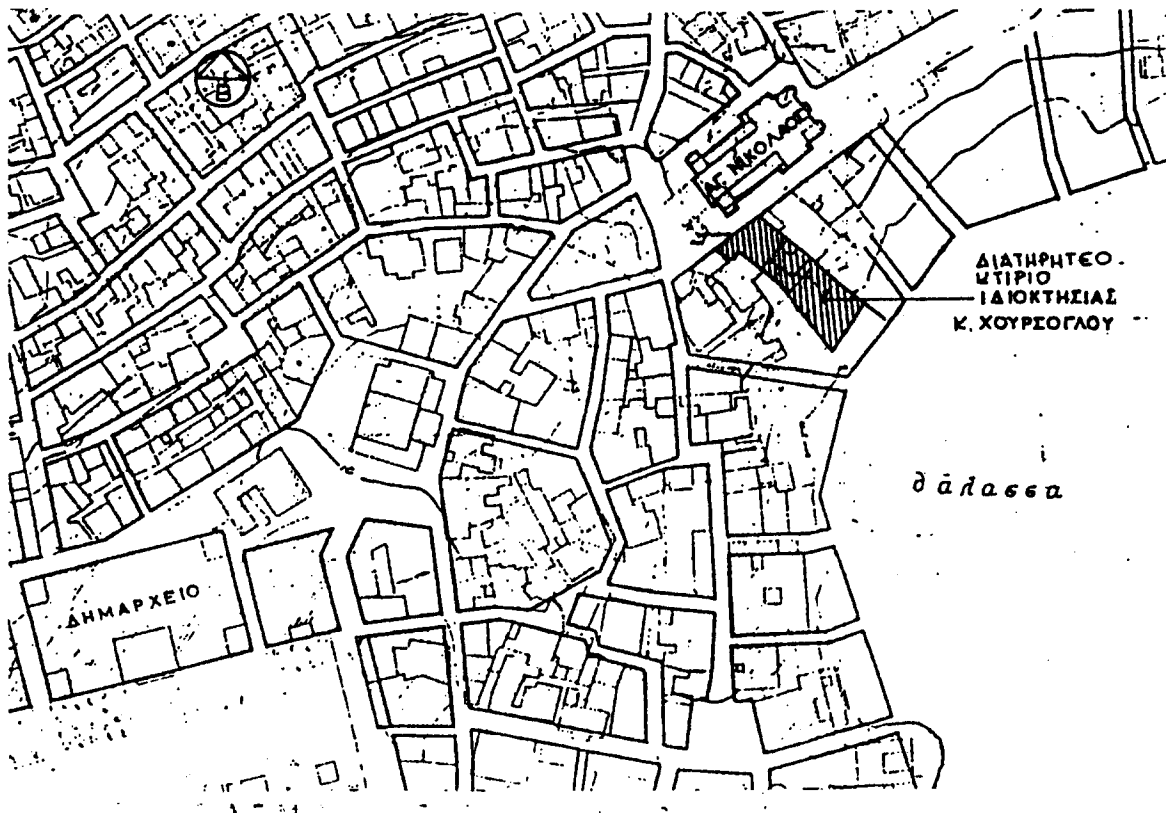 ΑΓ. ΝΙΚΟΛΑΟΣ
ΔΙΑΤΗΡΗΤΕΟ
ΚΤΙΡΙΟ
ΙΔΙΟΚΤΗΣΙΑΣ
Κ. ΧΟΥΡΣΟΓΛΟΥ
θάλασσα
ΔΗΜΑΡΧΕΙΟ